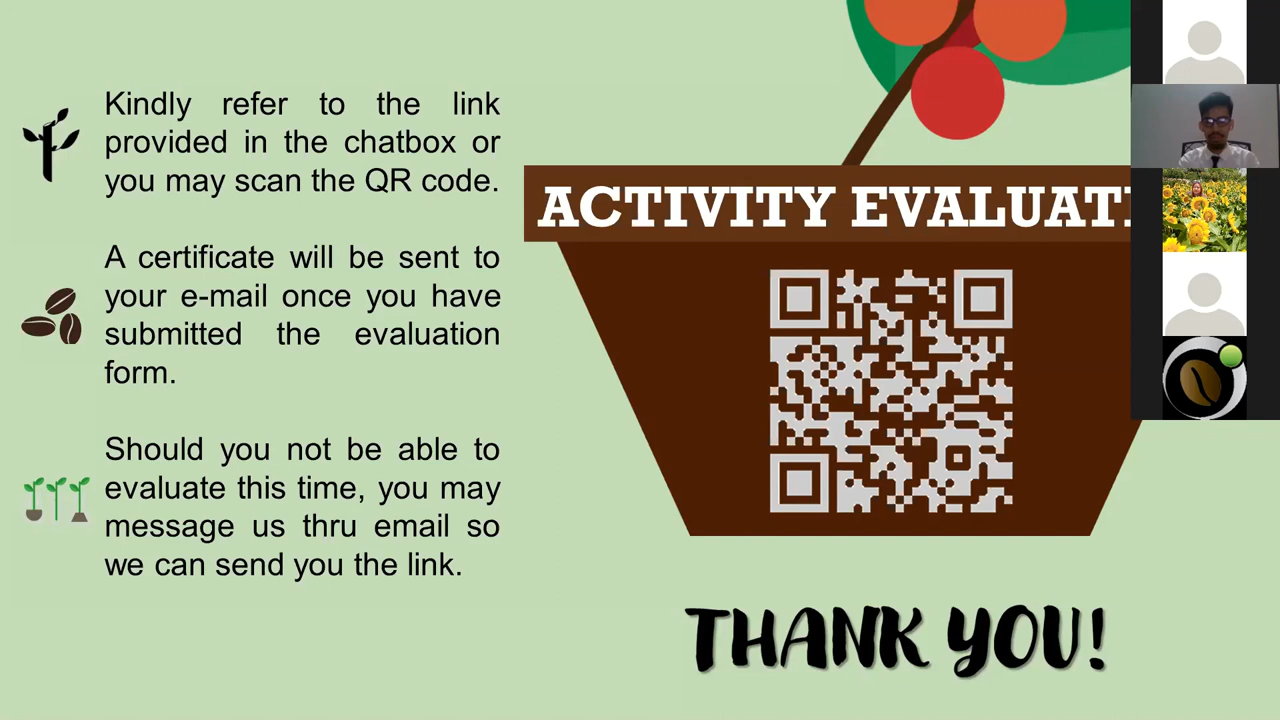 Kindly refer to the link
provided in the chatbox or
you may scan the QR code.
A certificate will be sent to
your e-mail once you have
submitted the evaluation
form.
Should you not be able to
evaluate this time, you may
message us thru email so
we can send you the link.
ACTIVITY EVALUATI
THANK YOU!